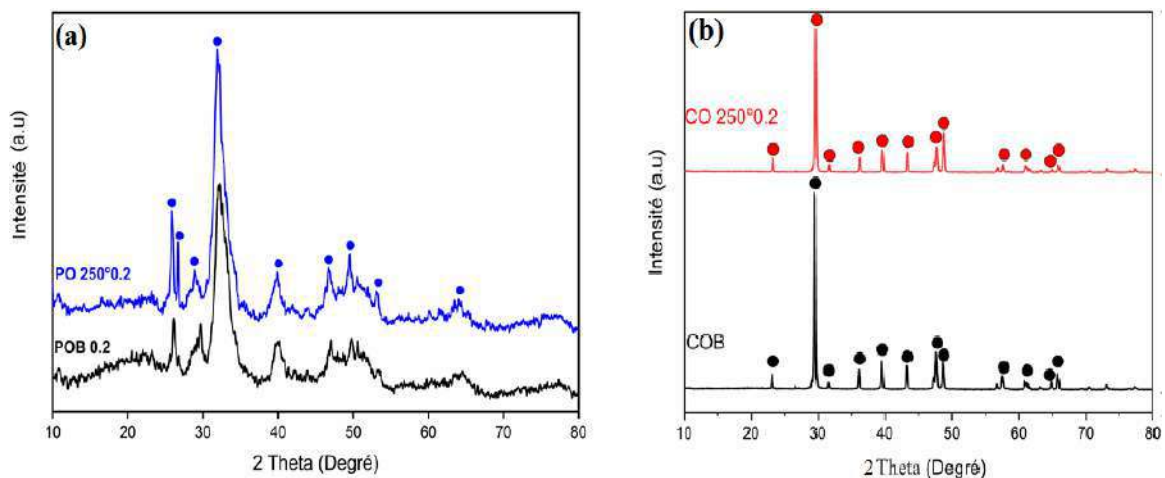 (a)
Intensité (a.u)
PO 250°0.2
POB 0.2
10 20 30 40 50 60 70 80
2 Theta (Degré)
(b)
Intensité (a.u)
CO 250°0.2
COB
10 20 30 40 50 60 70 80
2 Theta (Degré)